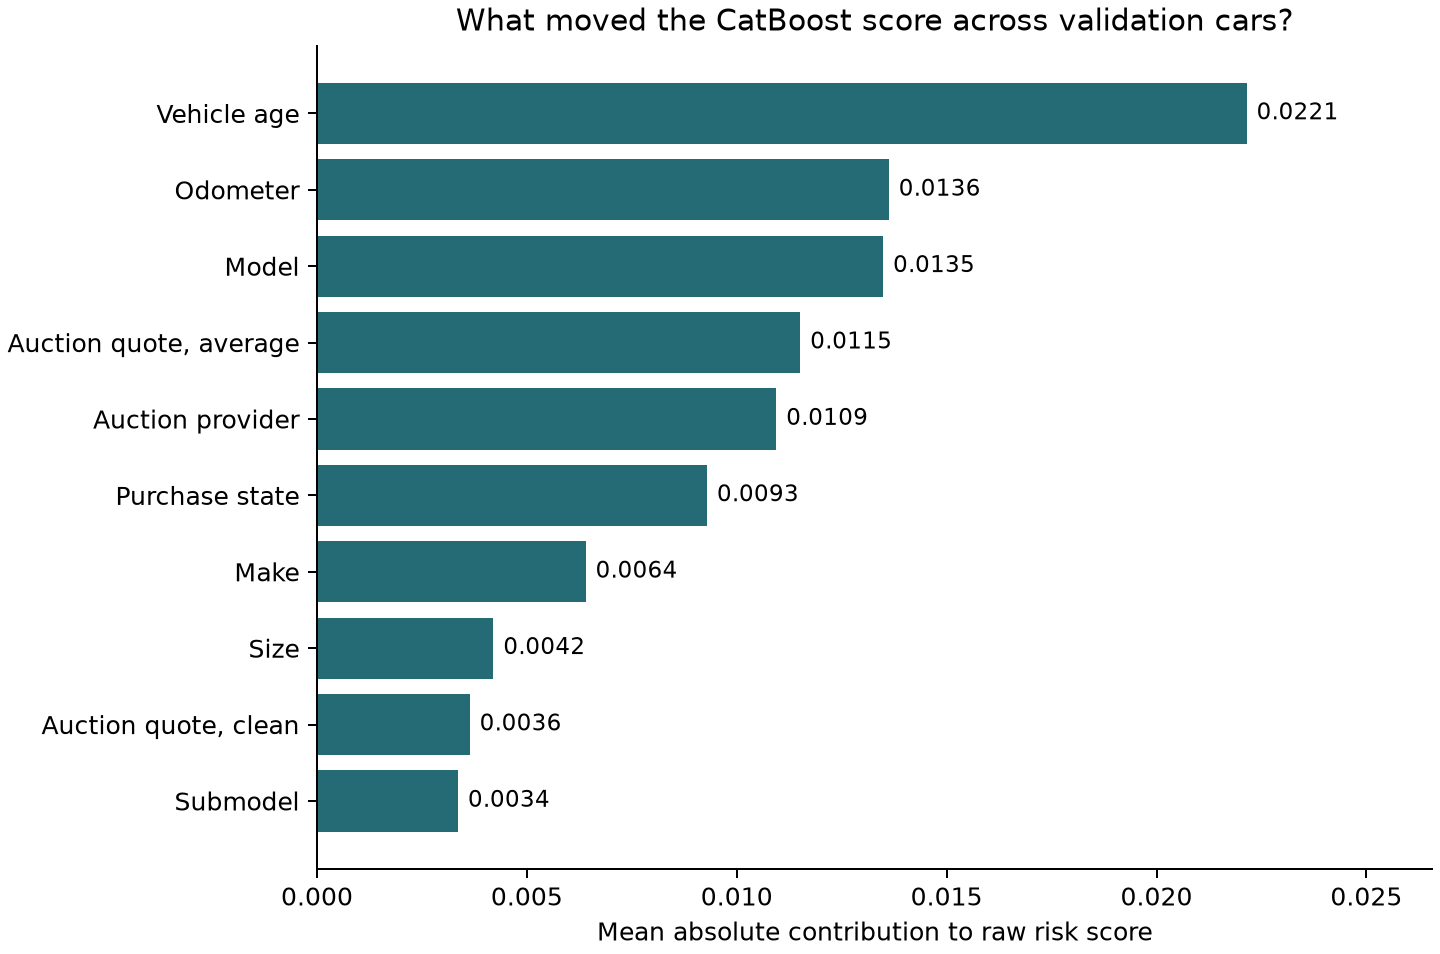 What moved the CatBoost score across validation cars?
Vehicle age 0.0221
Odometer 0.0136
Model 0.0135
Auction quote, average 0.0115
Auction provider 0.0109
Purchase state 0.0093
Make 0.0064
Size 0.0042
Auction quote, clean 0.0036
Submodel 0.0034
0.000 0.005 0.010 0.015 0.020 0.025
Mean absolute contribution to raw risk score